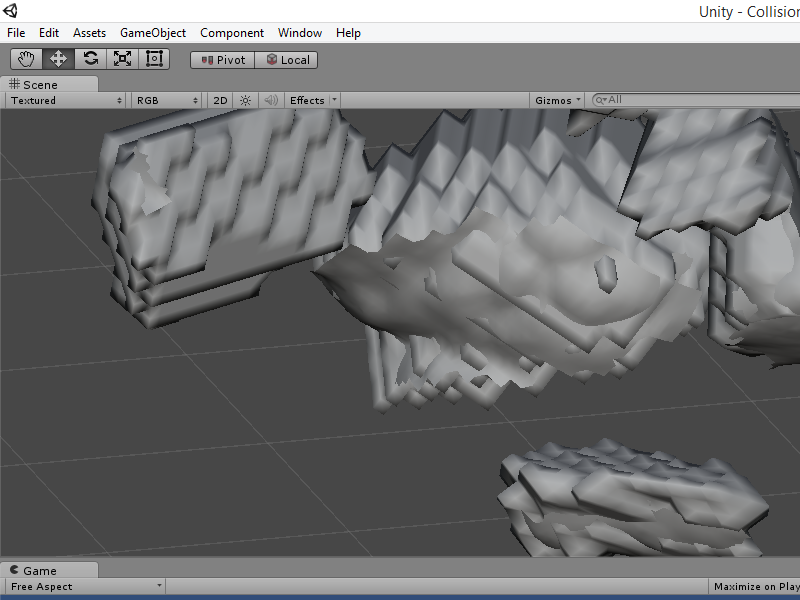 Unity - Collision
File Edit Assets GameObject Component Window Help
Pivot Local
Scene
Textured RGB 2D Effects Gizmos All
Game
Free Aspect Maximize on Play